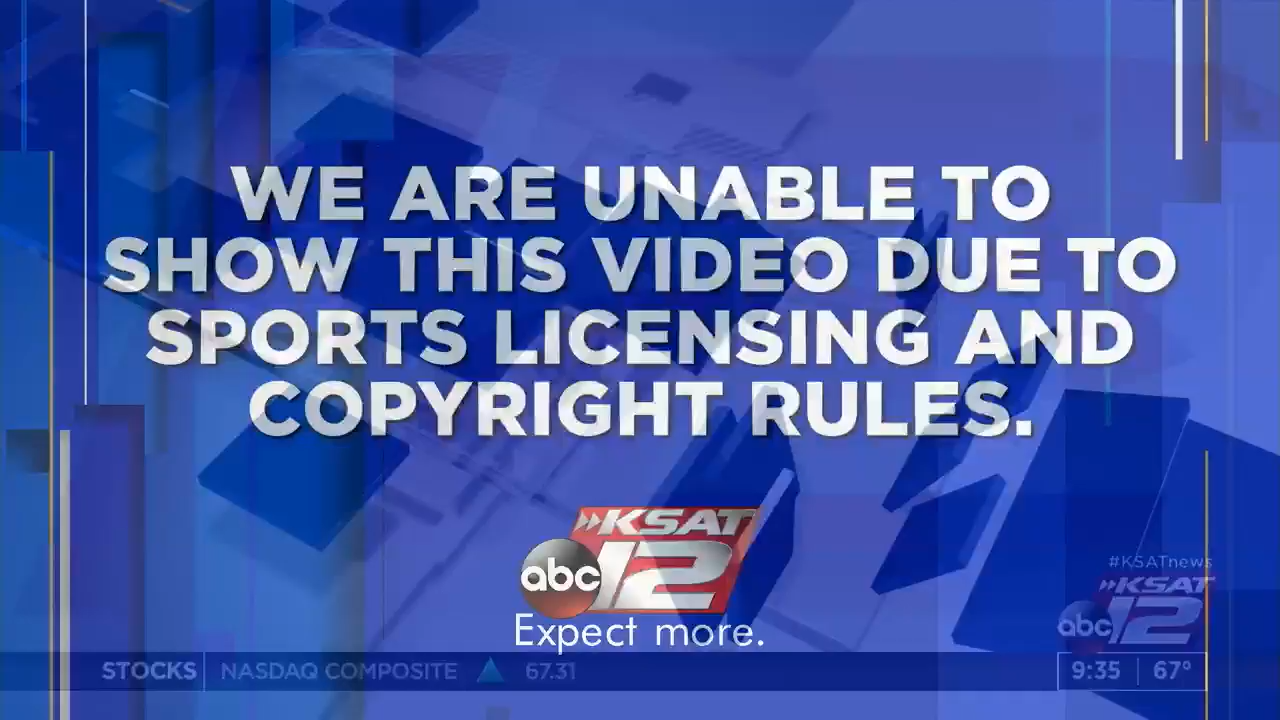 WE ARE UNABLE TO
SHOW THIS VIDEO DUE TO
SPORTS LICENSING AND
COPYRIGHT RULES.
KSAT
abc 12
Expect more.
#KSATnews
KSAT
abc 12
STOCKS NASDAQ COMPOSITE ▲ 67.31
9:35 67°